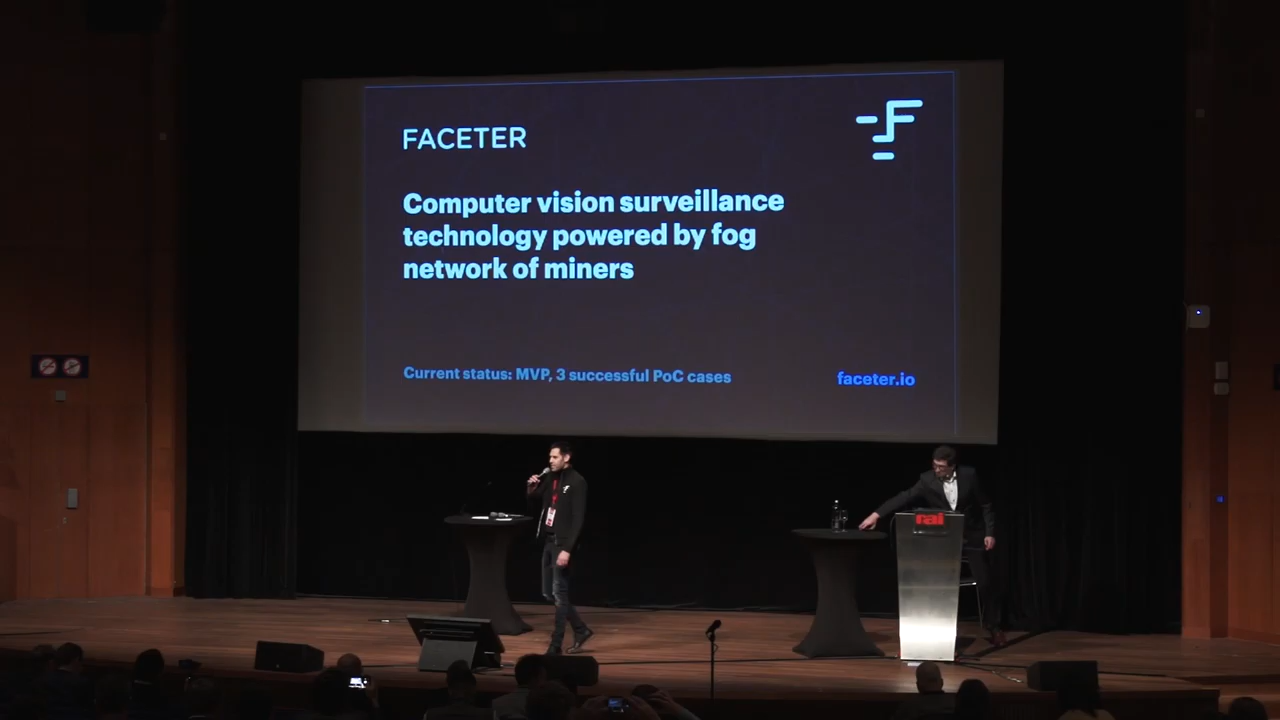 FACETER
Computer vision surveillance
technology powered by fog
network of miners
Current status: MVP, 3 successful PoC cases
faceter.io
rai